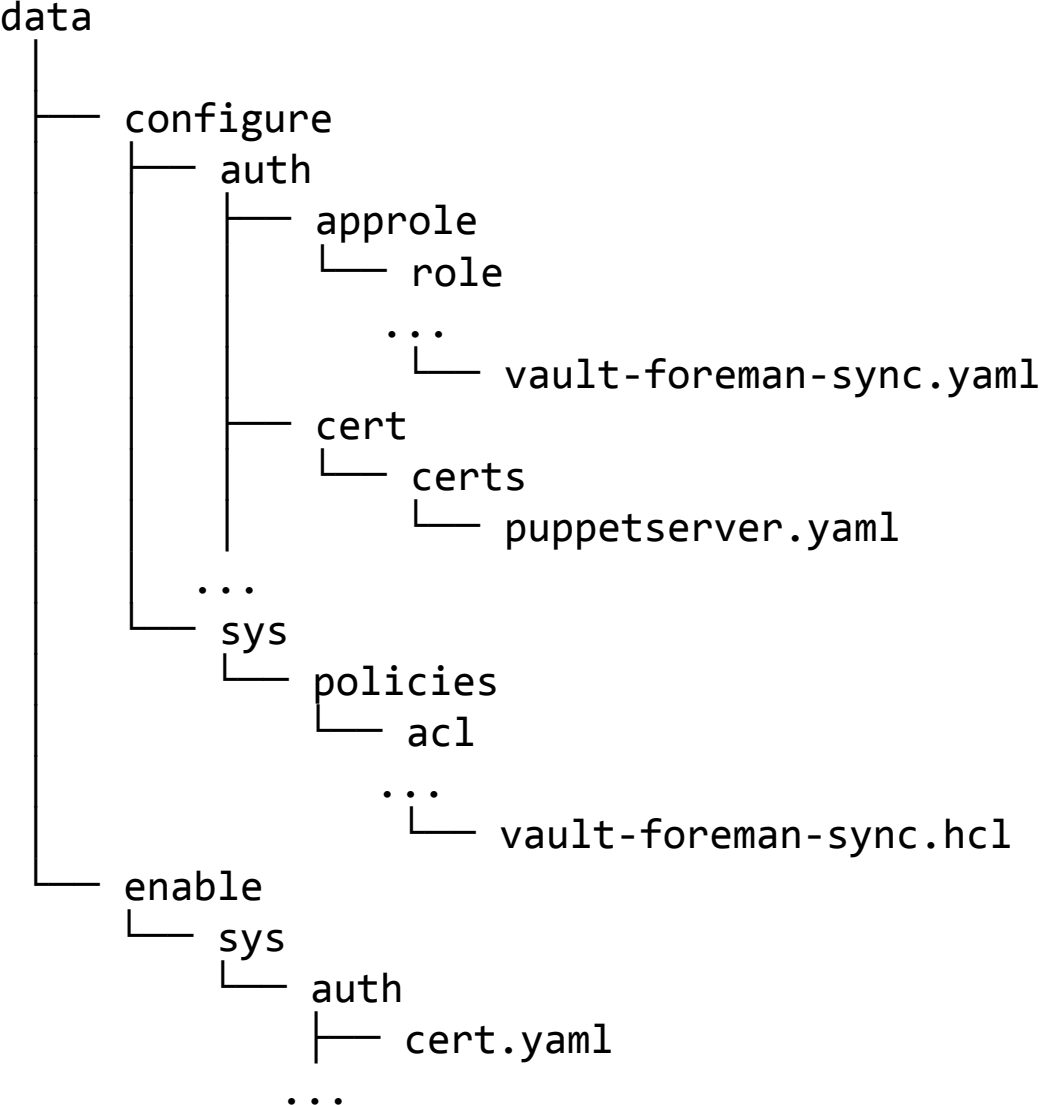 data
configure
auth
approle
role
...
vault-foreman-sync.yaml
cert
certs
puppetserver.yaml
...
sys
policies
acl
...
vault-foreman-sync.hcl
enable
sys
auth
cert.yaml
...